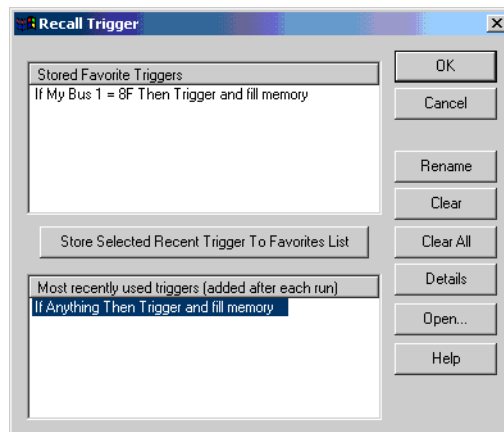 Recall Trigger
Stored Favorite Triggers
If My Bus 1 = 8F Then Trigger and fill memory
Store Selected Recent Trigger To Favorites List
Most recently used triggers (added after each run)
If Anything Then Trigger and fill memory
OK
Cancel
Rename
Clear
Clear All
Details
Open...
Help